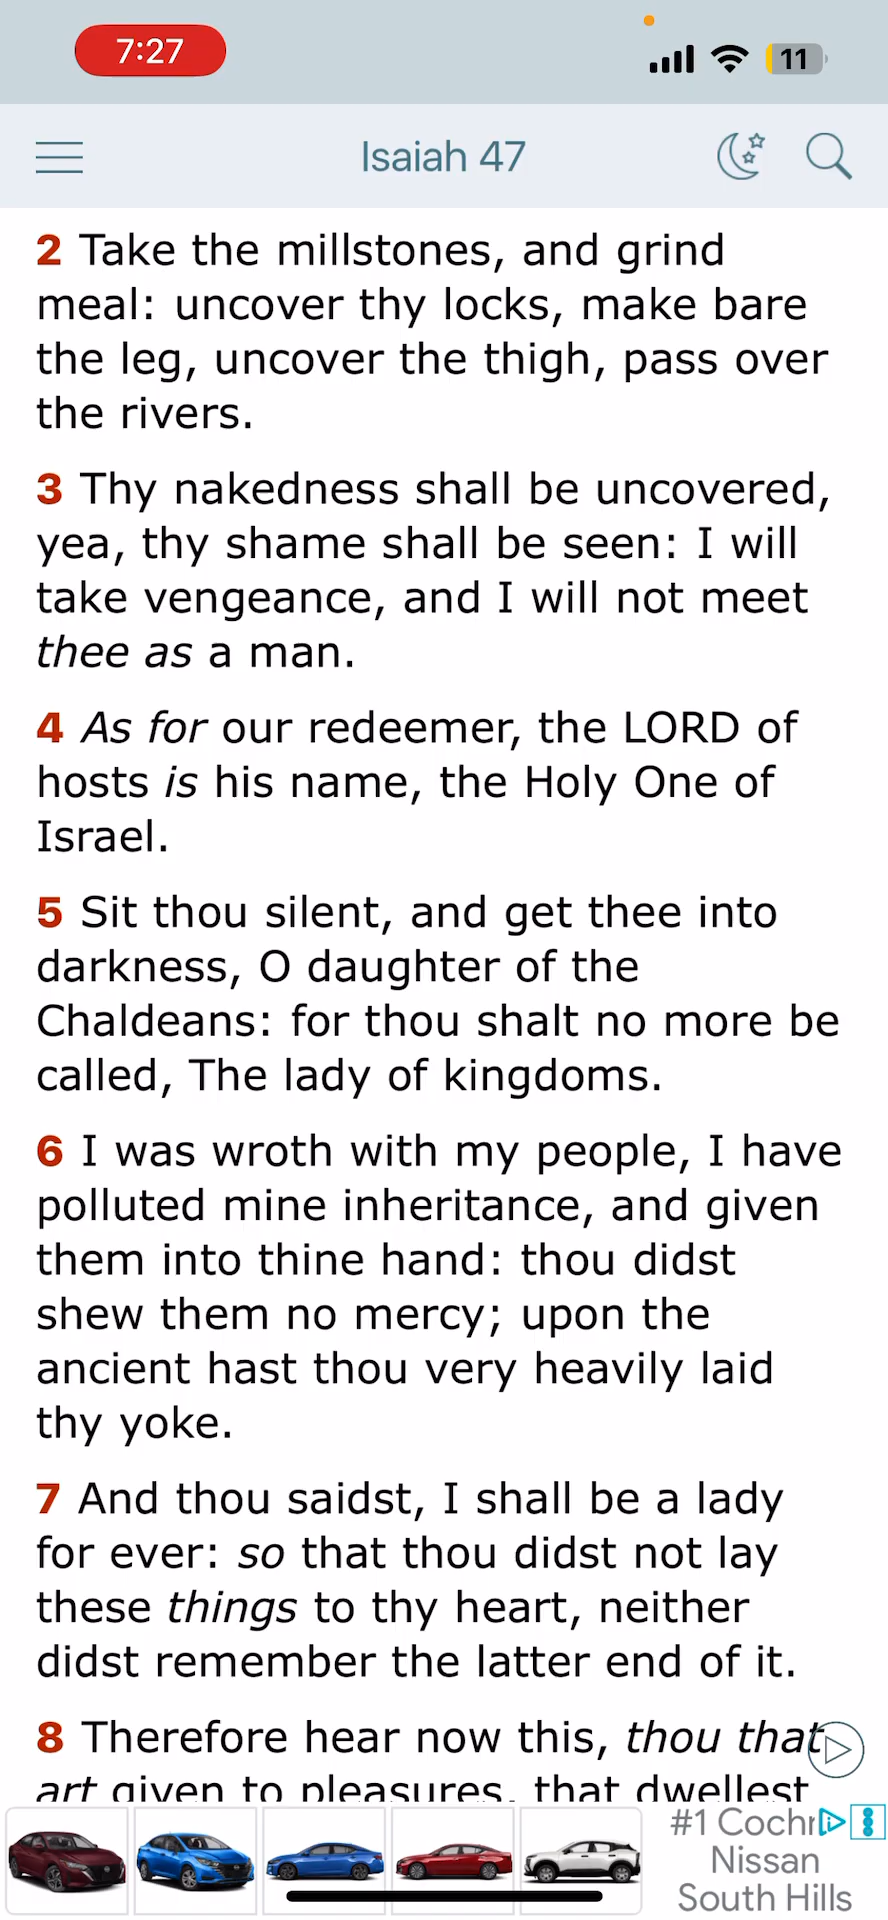 7:27
11
Isaiah 47
2 Take the millstones, and grind
meal: uncover thy locks, make bare
the leg, uncover the thigh, pass over
the rivers.
3 Thy nakedness shall be uncovered,
yea, thy shame shall be seen: I will
take vengeance, and I will not meet
thee as a man.
4 As for our redeemer, the LORD of
hosts is his name, the Holy One of
Israel.
5 Sit thou silent, and get thee into
darkness, O daughter of the
Chaldeans: for thou shalt no more be
called, The lady of kingdoms.
6 I was wroth with my people, I have
polluted mine inheritance, and given
them into thine hand: thou didst
shew them no mercy; upon the
ancient hast thou very heavily laid
thy yoke.
7 And thou saidst, I shall be a lady
for ever: so that thou didst not lay
these things to thy heart, neither
didst remember the latter end of it.
8 Therefore hear now this, thou that
art given to pleasures, that dwellest
#1 Cochr
Nissan
South Hills